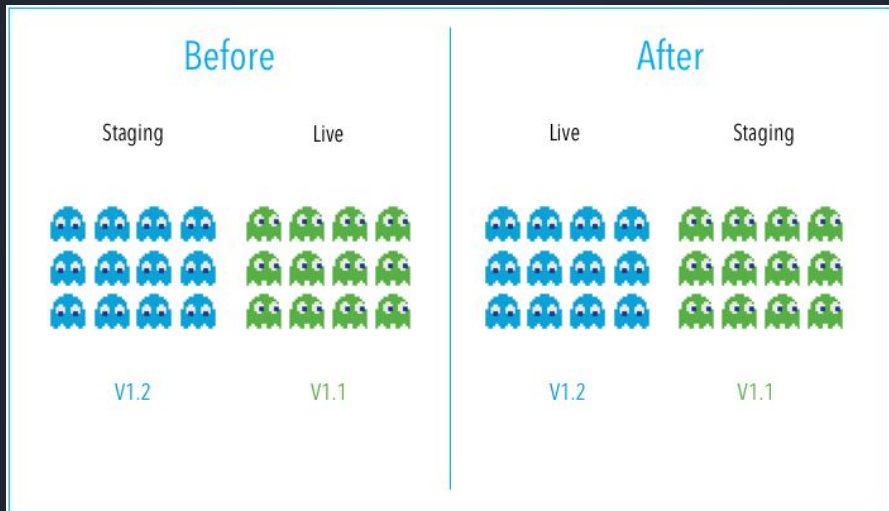 Before
Staging
Live
V1.2
V1.1
After
Live
Staging
V1.2
V1.1